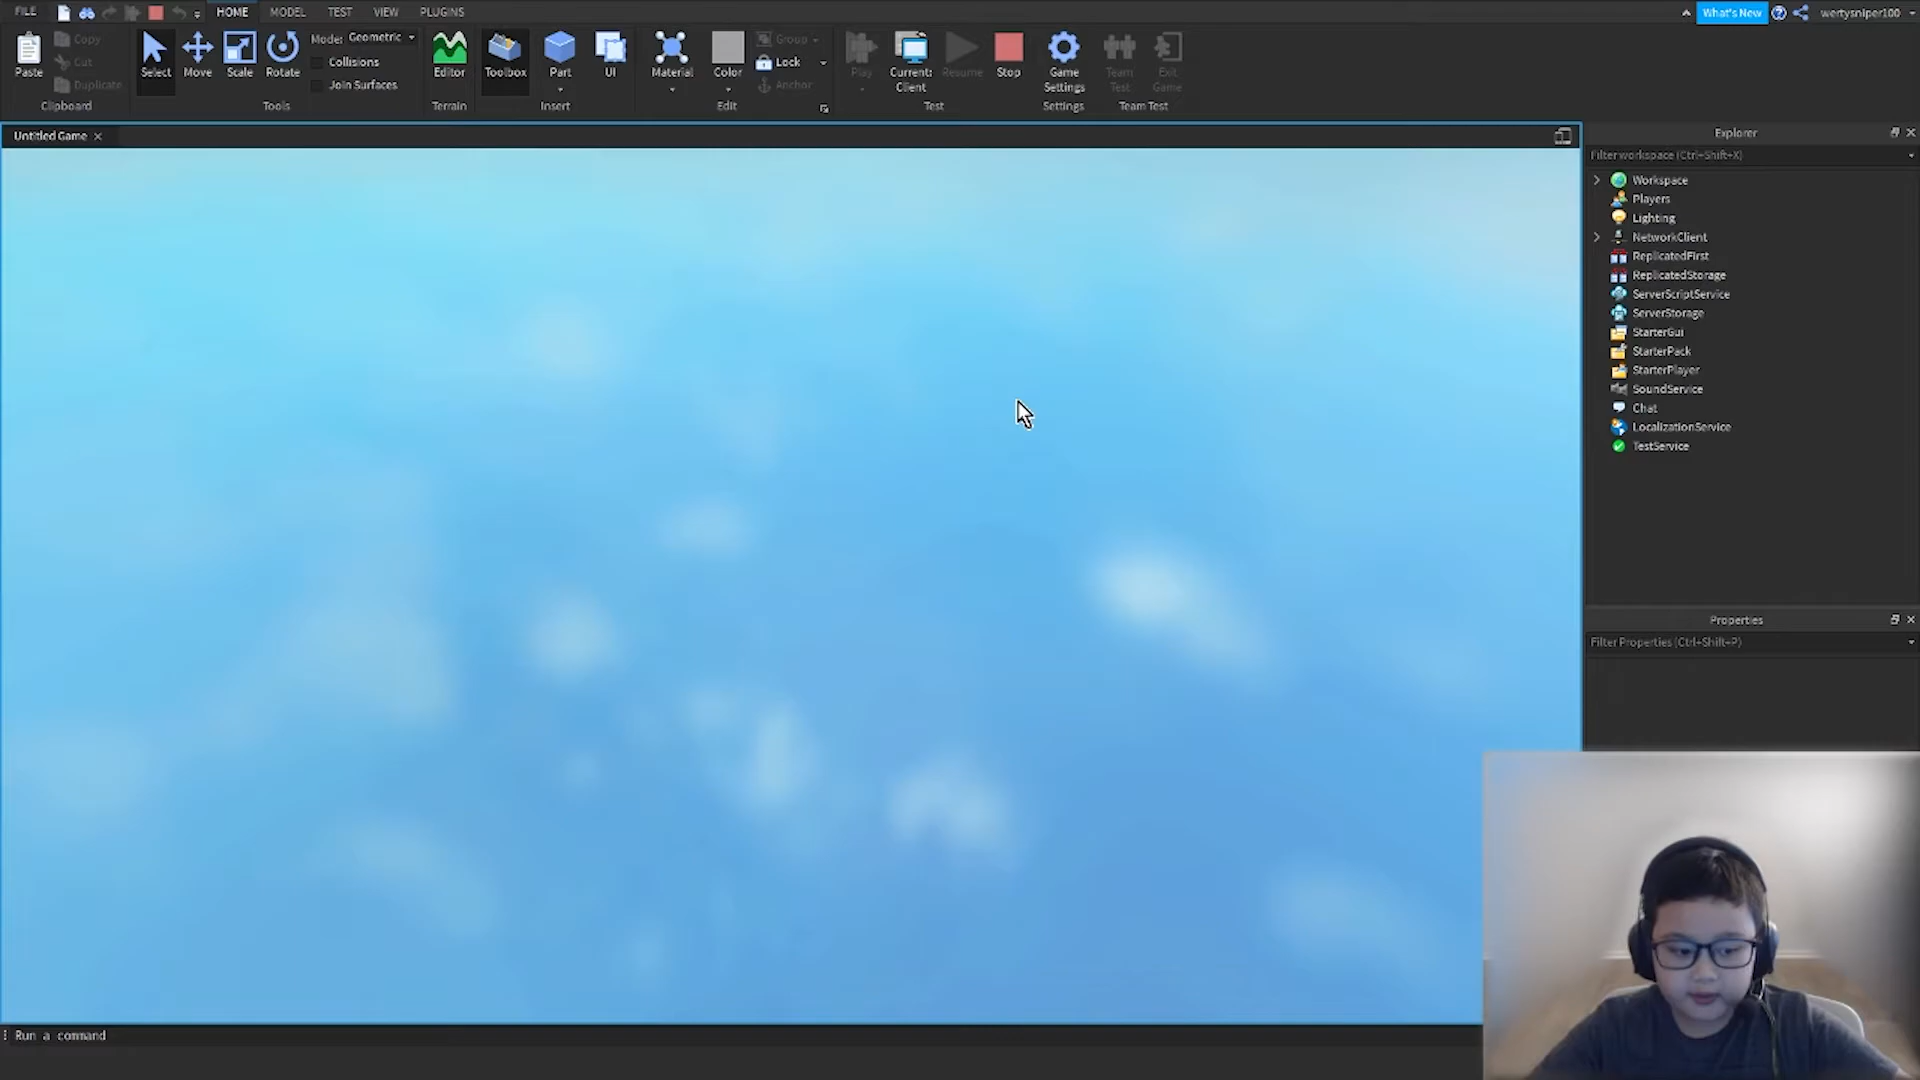 FILE HOME MODEL TEST VIEW PLUGINS What's New wertysniper100
Paste Copy Cut Duplicate Clipboard
Select Move Scale Rotate Mode: Geometric Collisions Join Surfaces Tools
Editor Terrain
Toolbox Part UI Insert
Material Color Group Lock Anchor Edit
Play Current: Client Resume Stop Test
Game Settings Settings
Team Test Exit Game Team Test
Untitled Game
Explorer
Filter workspace (Ctrl+Shift+X)
Workspace
Players
Lighting
NetworkClient
ReplicatedFirst
ReplicatedStorage
ServerScriptService
ServerStorage
StarterGui
StarterPack
StarterPlayer
SoundService
Chat
LocalizationService
TestService
Properties
Filter Properties (Ctrl+Shift+P)
Run a command